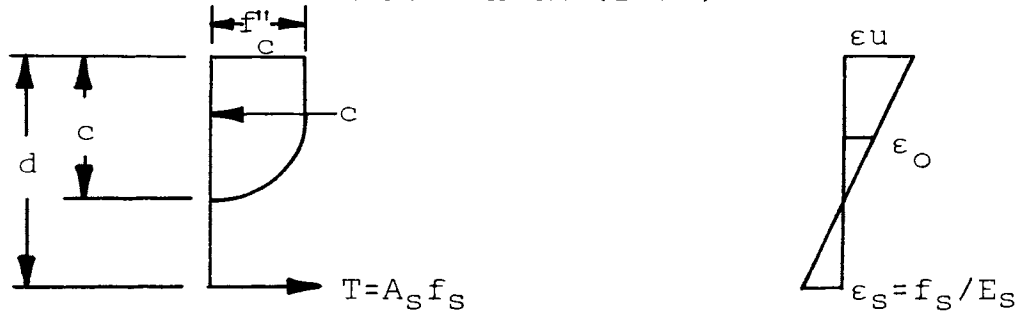 f"c
εu
c
c
εo
d
T=Asfs
εs=fs/Es